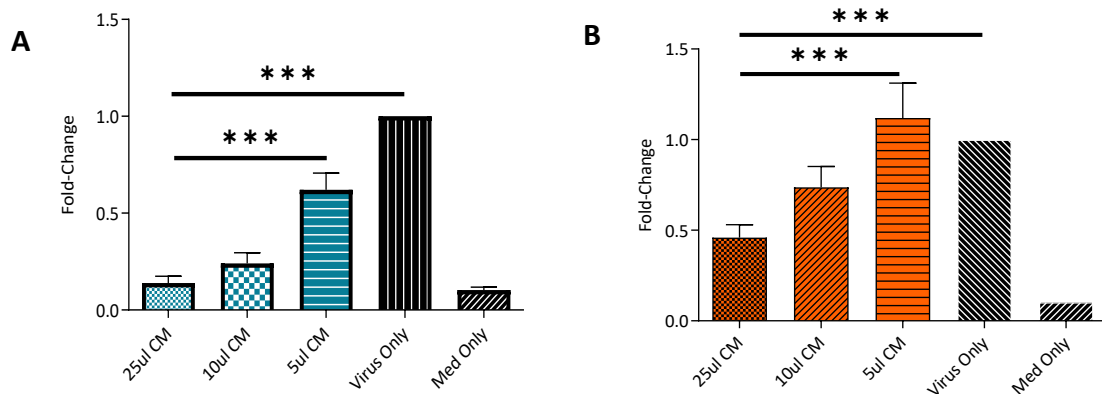 A
Fold-Change
1.5
1.0
0.5
0.0
***
***
25ul CM
10ul CM
5ul CM
Virus Only
Med Only
B
Fold-Change
1.5
1.0
0.5
0.0
***
***
25ul CM
10ul CM
5ul CM
Virus Only
Med Only